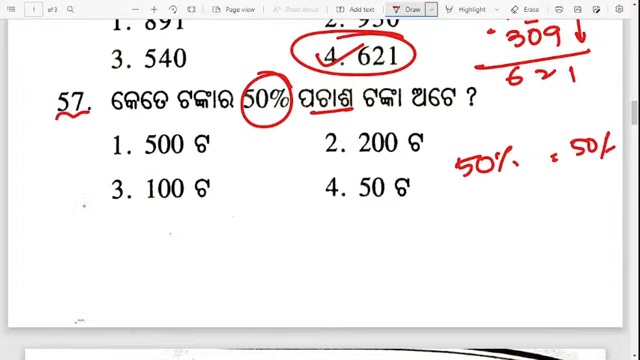 1 of 3
Page view
Read aloud
Add text
Draw
Highlight
Erase
1. 891 2. 930
3. 540 4. 621
309
621
57. କେତେ ଟଙ୍କାର 50% ପଚାଶ ଟଙ୍କା ଅଟେ ?
1. 500 ଟ 2. 200 ଟ
3. 100 ଟ 4. 50 ଟ
50% = 50/